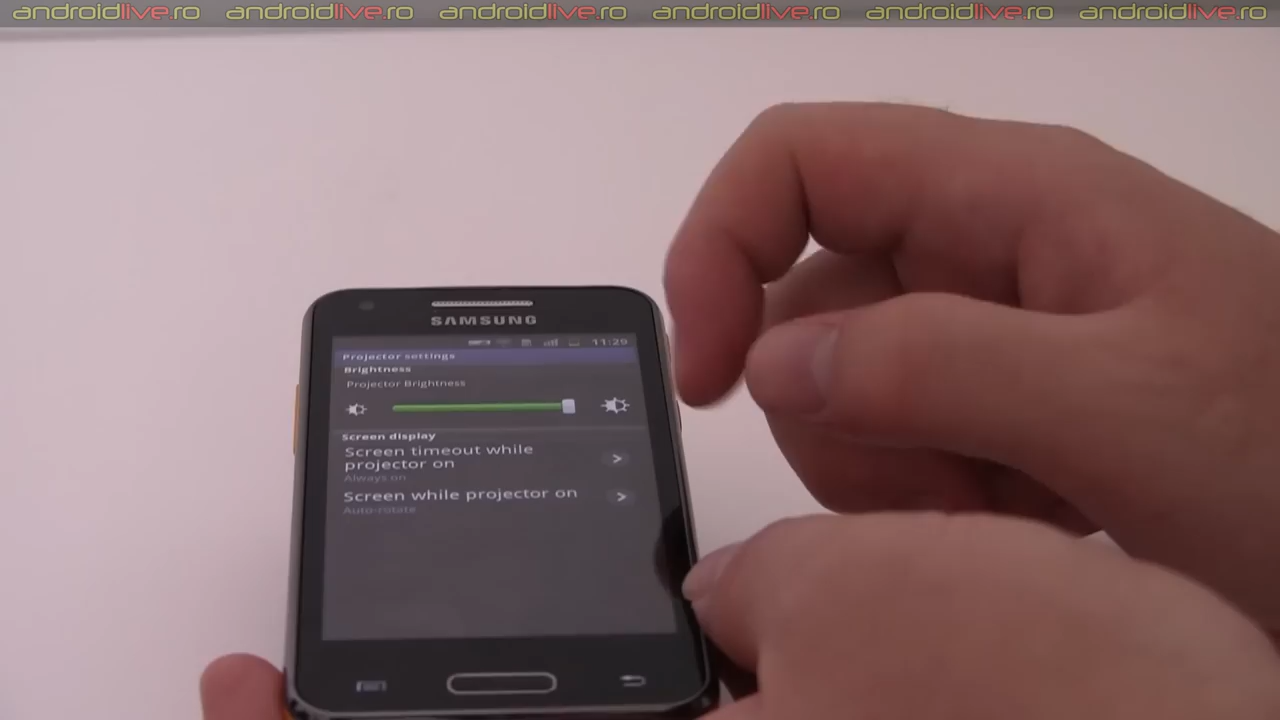 androidlive.ro androidlive.ro androidlive.ro androidlive.ro androidlive.ro androidlive.ro
SAMSUNG
11:29
Projector settings
Brightness
Projector Brightness
Screen display
Screen timeout while
projector on
Always on
Screen while projector on
Auto-rotate